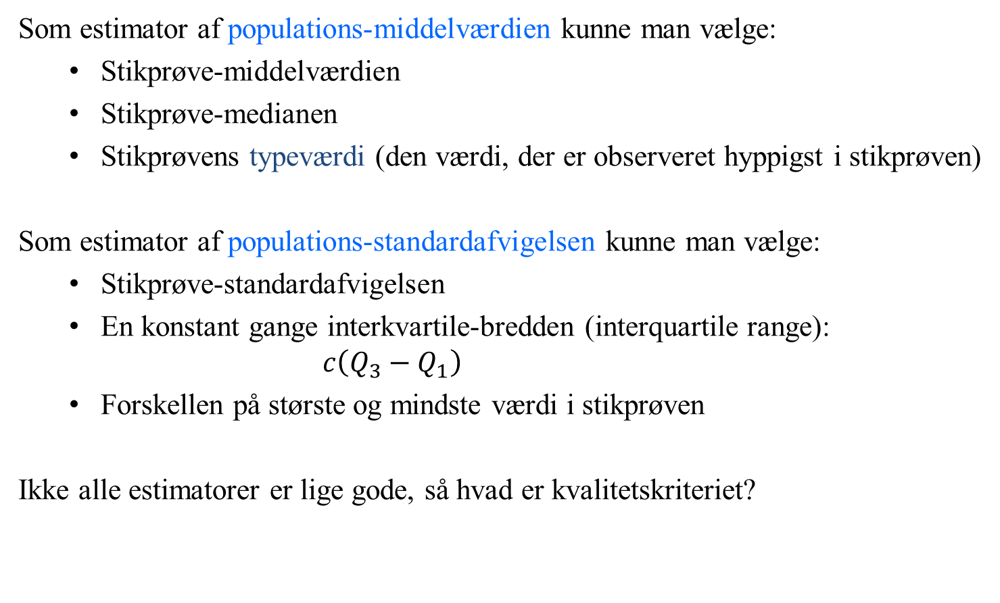 Som estimator af populations-middelværdien kunne man vælge:
• Stikprøve-middelværdien
• Stikprøve-medianen
• Stikprøvens typeværdi (den værdi, der er observeret hyppigst i stikprøven)
Som estimator af populations-standardafvigelsen kunne man vælge:
• Stikprøve-standardafvigelsen
• En konstant gange interkvartile-bredden (interquartile range):
c(Q₃ − Q₁)
• Forskellen på største og mindste værdi i stikprøven
Ikke alle estimatorer er lige gode, så hvad er kvalitetskriteriet?